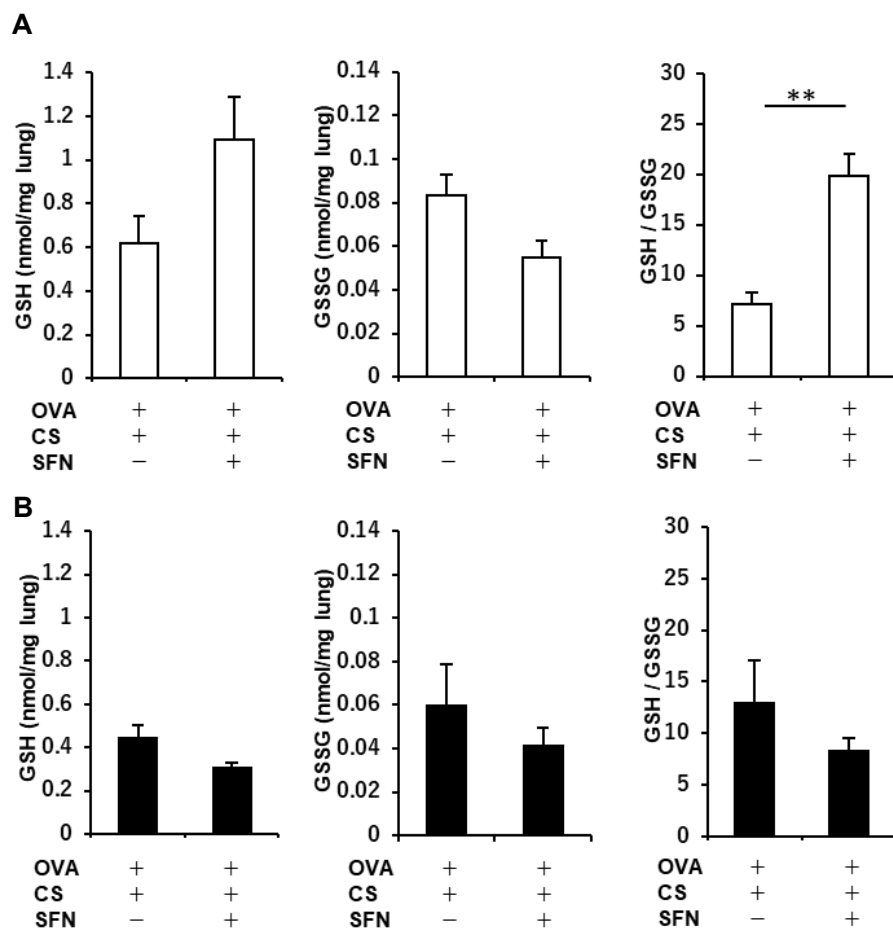 A
GSH (nmol/mg lung)
1.4
1.2
1
0.8
0.6
0.4
0.2
0
OVA + +
CS + +
SFN − +
GSSG (nmol/mg lung)
0.14
0.12
0.1
0.08
0.06
0.04
0.02
0
OVA + +
CS + +
SFN − +
GSH / GSSG
30
25
20
15
10
5
0
**
OVA + +
CS + +
SFN − +
B
GSH (nmol/mg lung)
1.4
1.2
1
0.8
0.6
0.4
0.2
0
OVA + +
CS + +
SFN − +
GSSG (nmol/mg lung)
0.14
0.12
0.1
0.08
0.06
0.04
0.02
0
OVA + +
CS + +
SFN − +
GSH / GSSG
30
25
20
15
10
5
0
OVA + +
CS + +
SFN − +